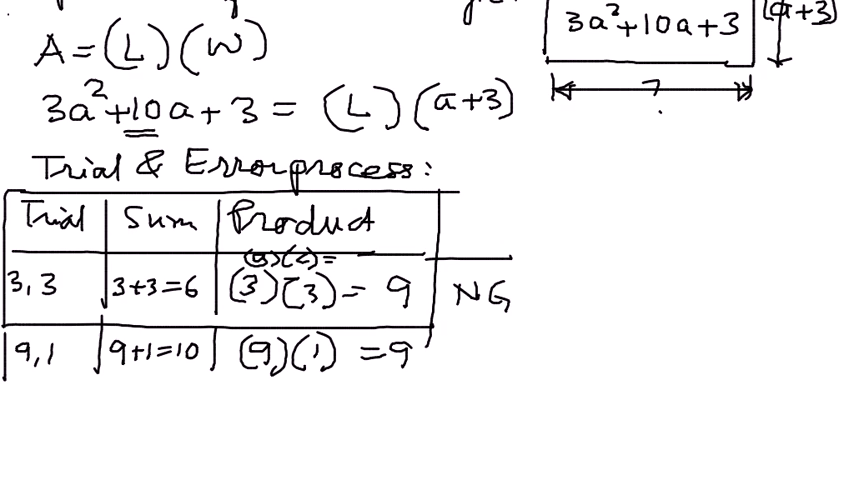 3a²+10a+3
(a+3)
?
A=(L)(W)
3a²+10a+3=(L)(a+3)
Trial & Error process:
Trial Sum Product
3,3 3+3=6 (3)(3)=9 NG
9,1 9+1=10 (9)(1)=9